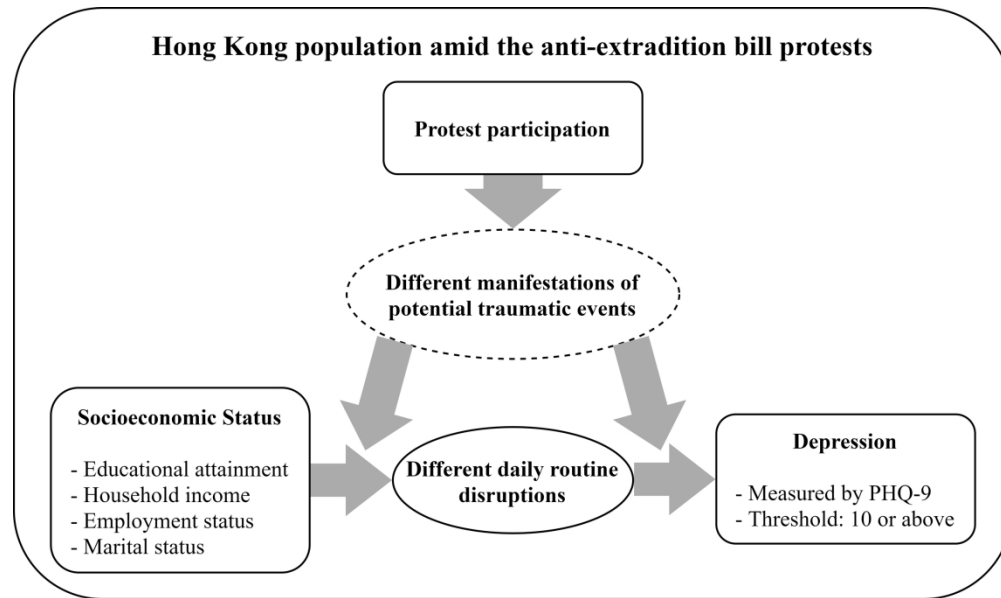 Hong Kong population amid the anti-extradition bill protests
Protest participation
Different manifestations of
potential traumatic events
Socioeconomic Status
- Educational attainment
- Household income
- Employment status
- Marital status
Different daily routine
disruptions
Depression
- Measured by PHQ-9
- Threshold: 10 or above